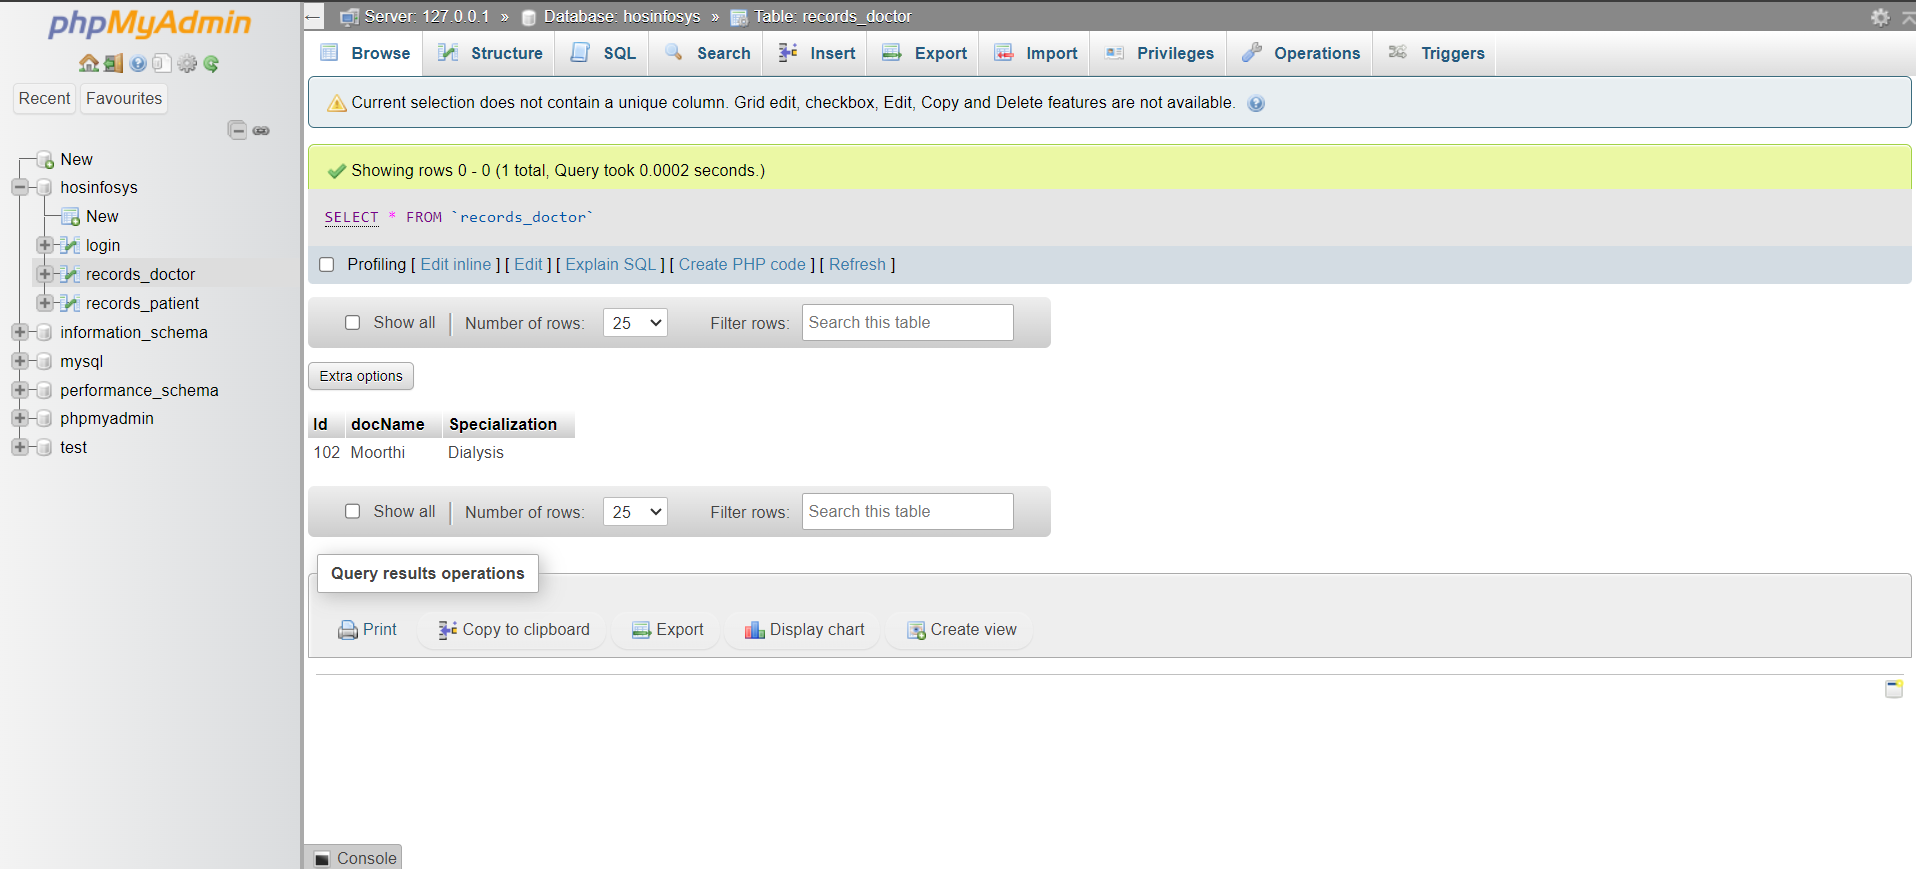 phpMyAdmin
Recent Favourites
New
hosinfosys
New
login
records_doctor
records_patient
information_schema
mysql
performance_schema
phpmyadmin
test
Server: 127.0.0.1 » Database: hosinfosys » Table: records_doctor
Browse Structure SQL Search Insert Export Import Privileges Operations Triggers
Current selection does not contain a unique column. Grid edit, checkbox, Edit, Copy and Delete features are not available.
Showing rows 0 - 0 (1 total, Query took 0.0002 seconds.)
SELECT * FROM `records_doctor`
Profiling [ Edit inline ] [ Edit ] [ Explain SQL ] [ Create PHP code ] [ Refresh ]
Show all | Number of rows: 25 Filter rows: Search this table
Extra options
Id docName Specialization
102 Moorthi Dialysis
Show all | Number of rows: 25 Filter rows: Search this table
Query results operations
Print Copy to clipboard Export Display chart Create view
Console